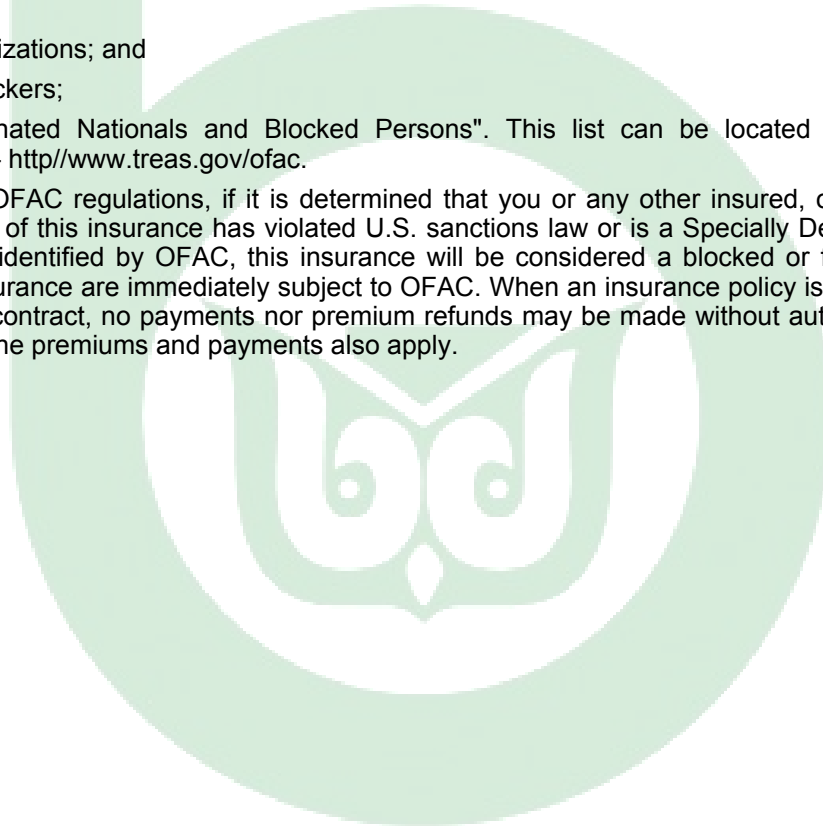 izations; and
ckers;
nated Nationals and Blocked Persons". This list can be located
http//www.treas.gov/ofac.
OFAC regulations, if it is determined that you or any other insured,
of this insurance has violated U.S. sanctions law or is a Specially De
identified by OFAC, this insurance will be considered a blocked or f
urance are immediately subject to OFAC. When an insurance policy is
contract, no payments nor premium refunds may be made without aut
he premiums and payments also apply.